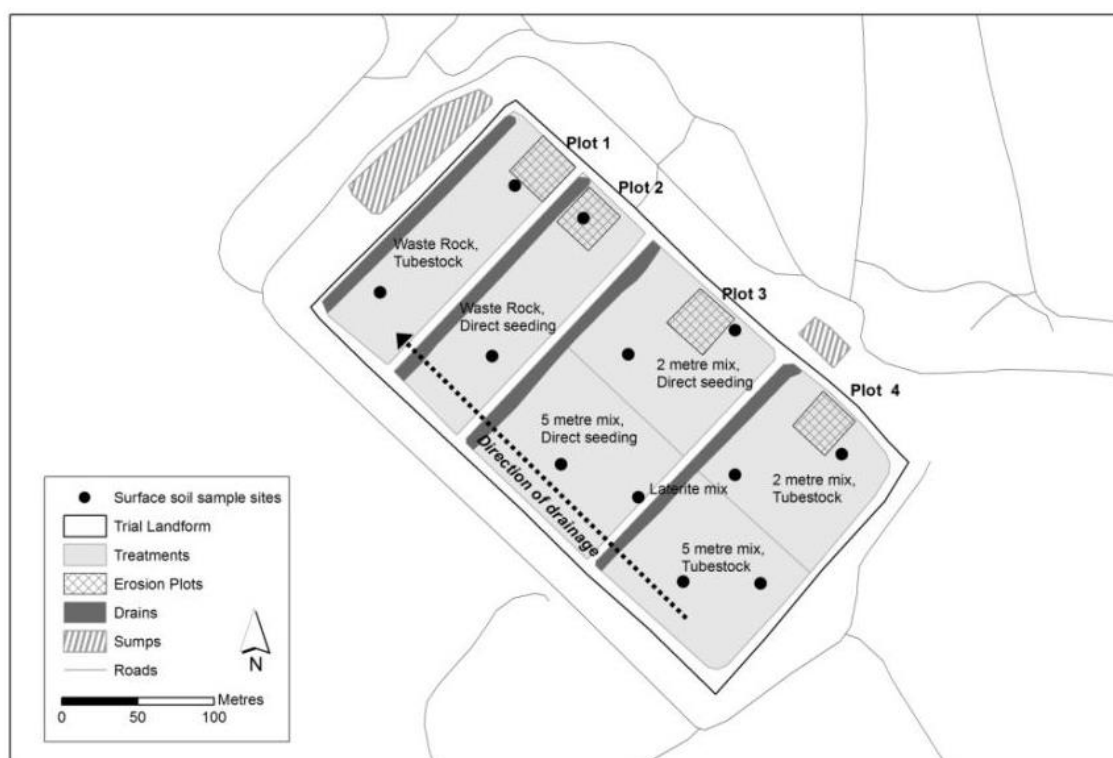 Plot 1
Plot 2
Waste Rock,
Tubestock
Plot 3
Waste Rock,
Direct seeding
2 metre mix,
Direct seeding
Plot 4
5 metre mix,
Direct seeding
Direction of drainage
Laterite mix
2 metre mix,
Tubestock
5 metre mix,
Tubestock
Surface soil sample sites
Trial Landform
Treatments
Erosion Plots
Drains
Sumps
Roads
N
Metres
0 50 100